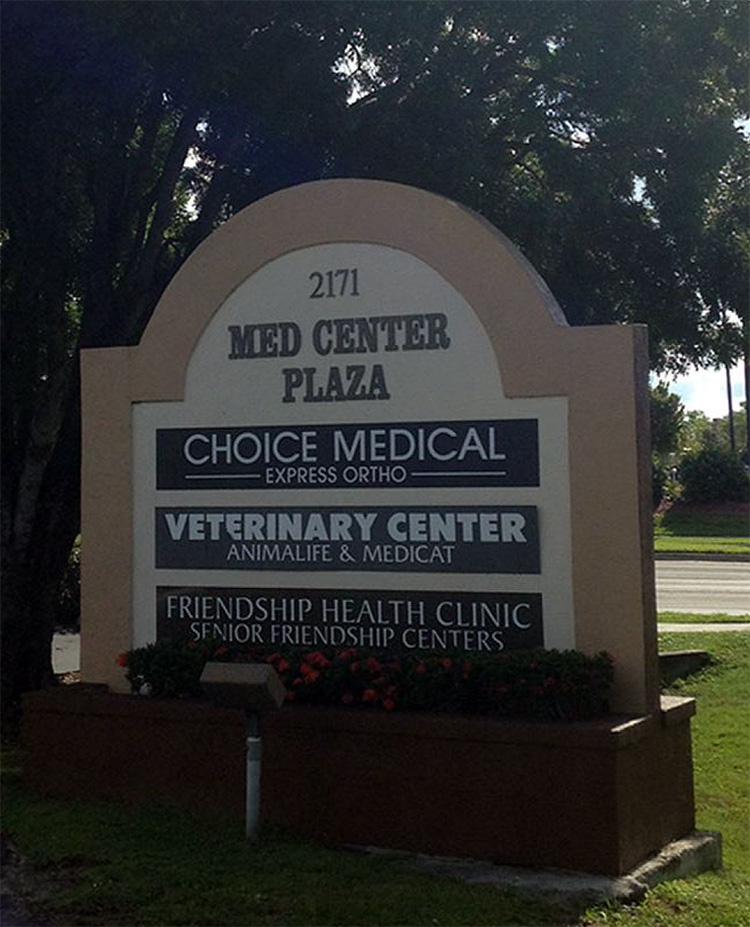 2171
MED CENTER
PLAZA
CHOICE MEDICAL
EXPRESS ORTHO
VETERINARY CENTER
ANIMALIFE & MEDICAT
FRIENDSHIP HEALTH CLINIC
SENIOR FRIENDSHIP CENTERS